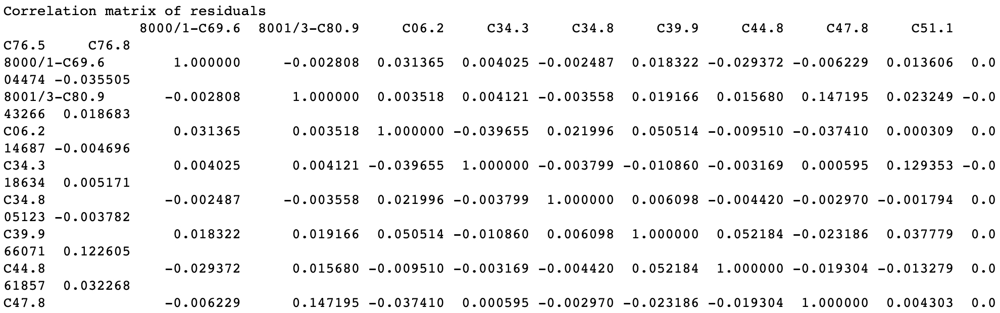 Correlation matrix of residuals
8000/1-C69.6 8001/3-C80.9 C06.2 C34.3 C34.8 C39.9 C44.8 C47.8 C51.1
C76.5 C76.8
8000/1-C69.6 1.000000 -0.002808 0.031365 0.004025 -0.002487 0.018322 -0.029372 -0.006229 0.013606 0.0
04474 -0.035505
8001/3-C80.9 -0.002808 1.000000 0.003518 0.004121 -0.003558 0.019166 0.015680 0.147195 0.023249 -0.0
43266 0.018683
C06.2 0.031365 0.003518 1.000000 -0.039655 0.021996 0.050514 -0.009510 -0.037410 0.000309 0.0
14687 -0.004696
C34.3 0.004025 0.004121 -0.039655 1.000000 -0.003799 -0.010860 -0.003169 0.000595 0.129353 -0.0
18634 0.005171
C34.8 -0.002487 -0.003558 0.021996 -0.003799 1.000000 0.006098 -0.004420 -0.002970 -0.001794 0.0
05123 -0.003782
C39.9 0.018322 0.019166 0.050514 -0.010860 0.006098 1.000000 0.052184 -0.023186 0.037779 0.0
66071 0.122605
C44.8 -0.029372 0.015680 -0.009510 -0.003169 -0.004420 0.052184 1.000000 -0.019304 -0.013279 0.0
61857 0.032268
C47.8 -0.006229 0.147195 -0.037410 0.000595 -0.002970 -0.023186 -0.019304 1.000000 0.004303 0.0